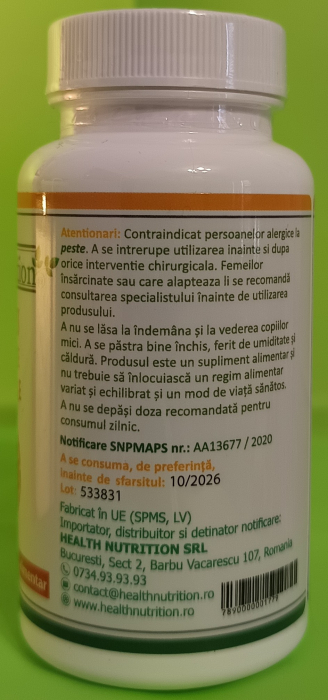 Atentionari: Contraindicat persoanelor alergice la
peste. A se intrerupe utilizarea inainte si dupa
orice interventie chirurgicala. Femeilor
însărcinate sau care alapteaza li se recomandă
consultarea specialistului înainte de utilizarea
produsului.
A nu se lăsa la îndemâna și la vederea copiilor
mici. A se păstra bine închis, ferit de umiditate și
căldură. Produsul este un supliment alimentar și
nu trebuie să înlocuiască un regim alimentar
variat și echilibrat și un mod de viață sănătos.
A nu se depăși doza recomandată pentru
consumul zilnic.
Notificare SNPMAPS nr.: AA13677 / 2020
A se consuma, de preferință,
înainte de sfarsitul: 10/2026
Lot: 533831
Fabricat în UE (SPMS, LV)
Importator, distribuitor si detinator notificare:
HEALTH NUTRITION SRL
Bucuresti, Sect 2, Barbu Vacarescu 107, Romania
0734.93.93.93
contact@healthnutrition.ro
www.healthnutrition.ro